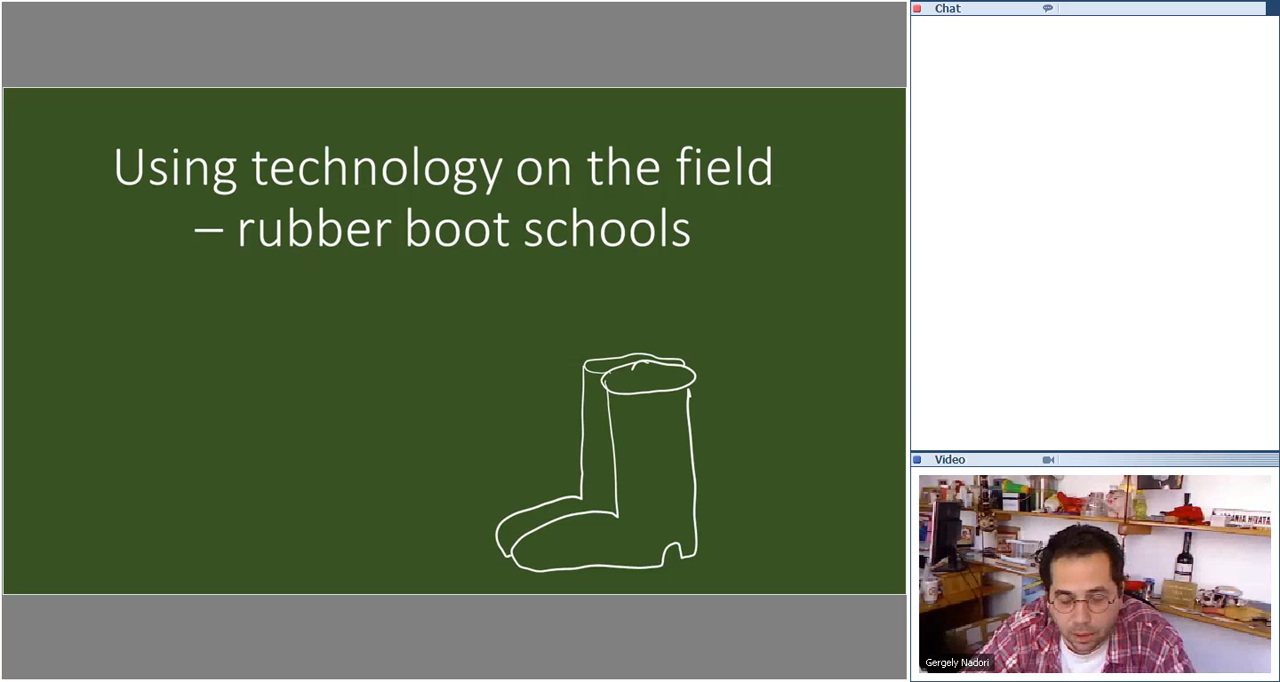 Using technology on the field
– rubber boot schools
Chat
Video
Gergely Nadori